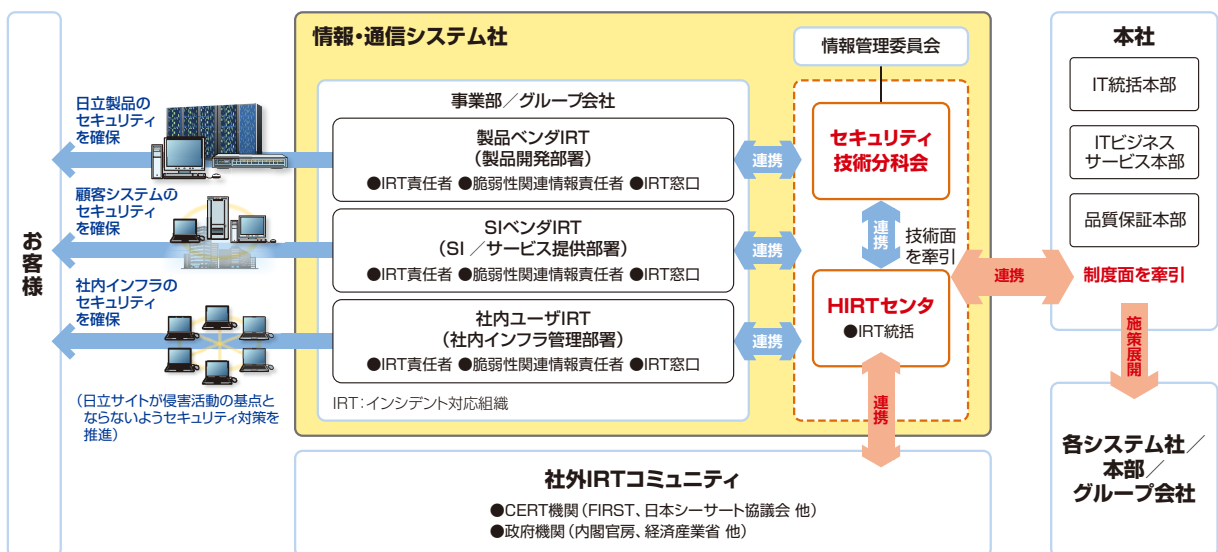 お客様
日立製品の
セキュリティ
を確保
顧客システムの
セキュリティ
を確保
社内インフラの
セキュリティ
を確保
(日立サイトが侵害活動の基点と
ならないようセキュリティ対策を
推進)
情報・通信システム社
情報管理委員会
事業部/グループ会社
製品ベンダIRT
(製品開発部署)
●IRT責任者 ●脆弱性関連情報責任者 ●IRT窓口
SIベンダIRT
(SI/サービス提供部署)
●IRT責任者 ●脆弱性関連情報責任者 ●IRT窓口
社内ユーザIRT
(社内インフラ管理部署)
●IRT責任者 ●脆弱性関連情報責任者 ●IRT窓口
IRT:インシデント対応組織
連携
連携
連携
セキュリティ
技術分科会
連携
技術面
を牽引
HIRTセンタ
●IRT統括
連携
連携
本社
IT統括本部
ITビジネス
サービス本部
品質保証本部
制度面を牽引
施策展開
各システム社/
本部/
グループ会社
社外IRTコミュニティ
●CERT機関(FIRST、日本シーサート協議会 他)
●政府機関(内閣官房、経済産業省 他)